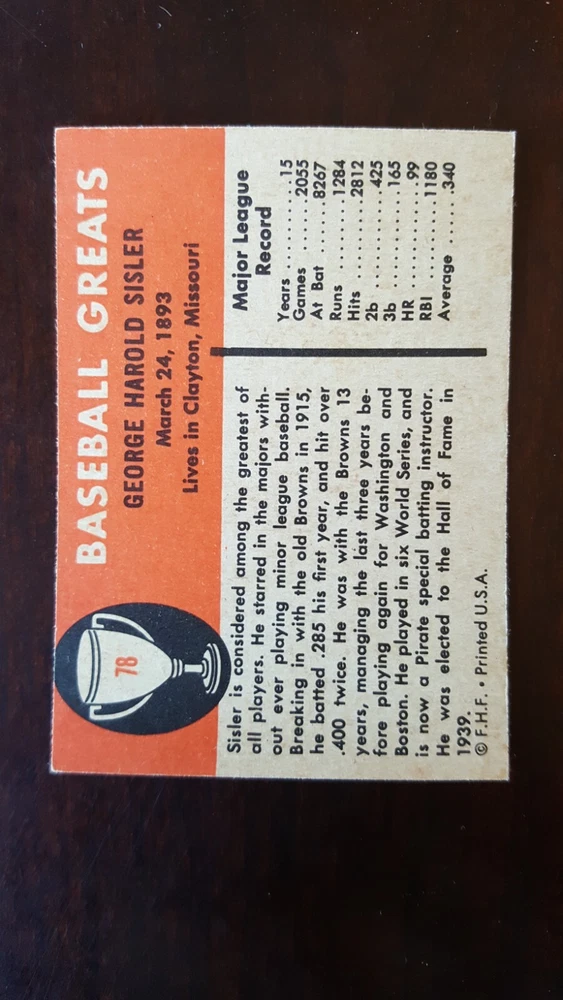 78
BASEBALL GREATS
GEORGE HAROLD SISLER
March 24, 1893
Lives in Clayton, Missouri
Sisler is considered among the greatest of
all players. He starred in the majors with-
out ever playing minor league baseball.
Breaking in with the old Browns in 1915,
he batted .285 his first year, and hit over
.400 twice. He was with the Browns 13
years, managing the last three years be-
fore playing again for Washington and
Boston. He played in six World Series, and
is now a Pirate special batting instructor.
He was elected to the Hall of Fame in
1939.
© F.H.F. • Printed U.S.A.
Major League
Record
Years ..........15
Games ........2055
At Bat ......8267
Runs ........1284
Hits ..........2812
2b ............425
3b ............165
HR ............99
RBI ..........1180
Average ......340